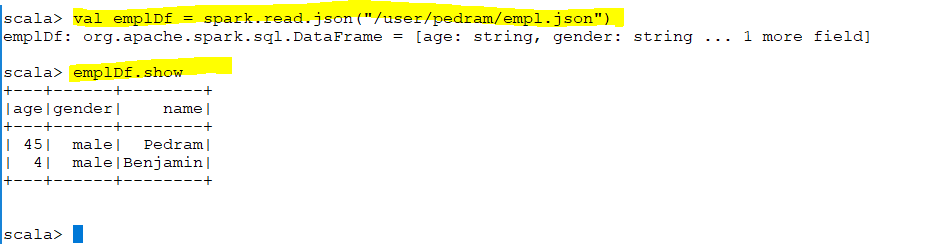 scala> val emplDf = spark.read.json("/user/pedram/empl.json")
emplDf: org.apache.spark.sql.DataFrame = [age: string, gender: string ... 1 more field]
scala> emplDf.show
+---+------+--------+
|age|gender|    name|
+---+------+--------+
| 45|  male|  Pedram|
|  4|  male|Benjamin|
+---+------+--------+
scala>